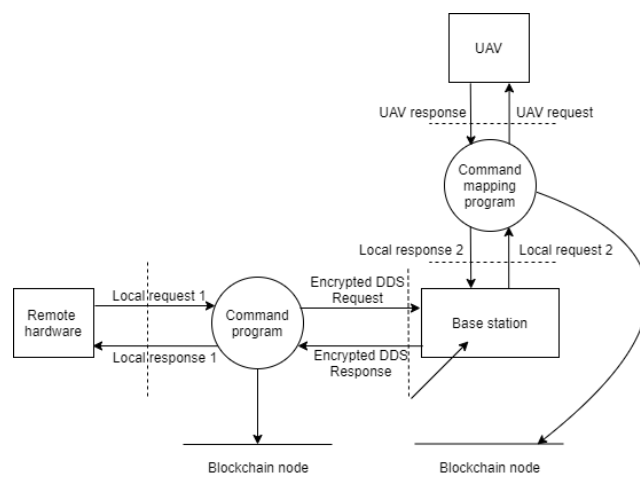 UAV
UAV response
UAV request
Command
mapping
program
Local response 2
Local request 2
Encrypted DDS
Request
Local request 1
Remote
hardware
Command
program
Base station
Local response 1
Encrypted DDS
Response
Blockchain node
Blockchain node